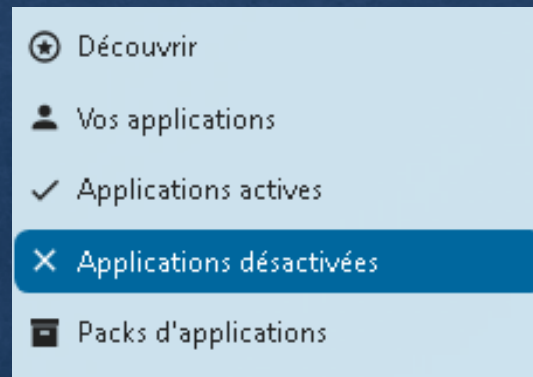 Découvrir
Vos applications
Applications actives
Applications désactivées
Packs d'applications